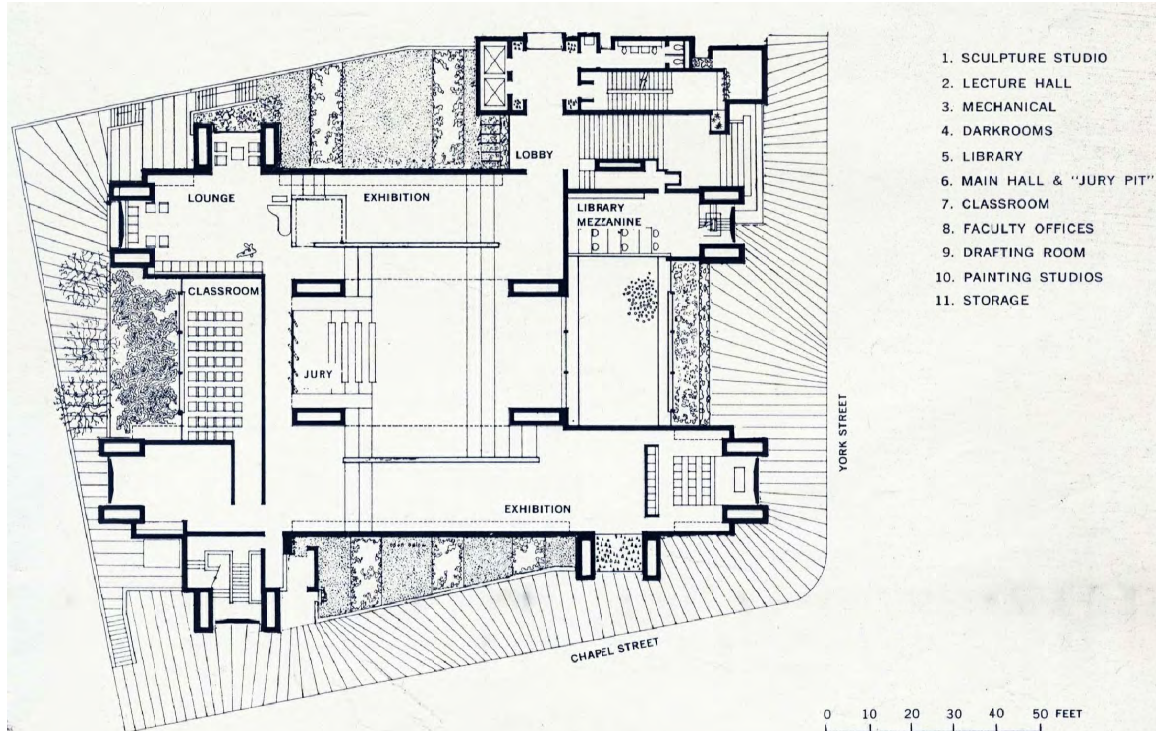 LOBBY
LOUNGE
EXHIBITION
LIBRARY
MEZZANINE
CLASSROOM
JURY
EXHIBITION
CHAPEL STREET
YORK STREET
1. SCULPTURE STUDIO
2. LECTURE HALL
3. MECHANICAL
4. DARKROOMS
5. LIBRARY
6. MAIN HALL & "JURY PIT"
7. CLASSROOM
8. FACULTY OFFICES
9. DRAFTING ROOM
10. PAINTING STUDIOS
11. STORAGE
0 10 20 30 40 50 FEET